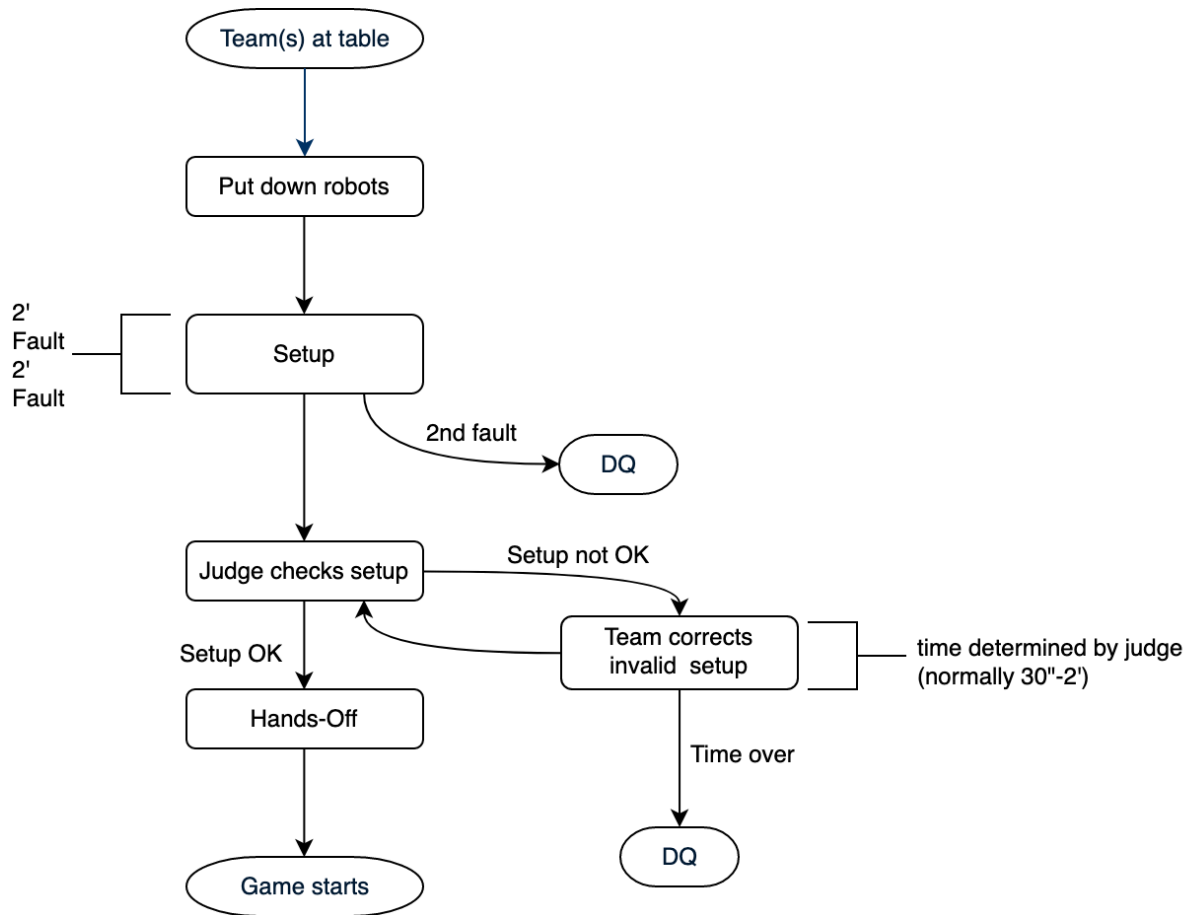 Team(s) at table
Put down robots
2'
Fault
2'
Fault
Setup
2nd fault
DQ
Judge checks setup
Setup not OK
Setup OK
Team corrects
invalid  setup
time determined by judge
(normally 30"-2')
Hands-Off
Time over
DQ
Game starts